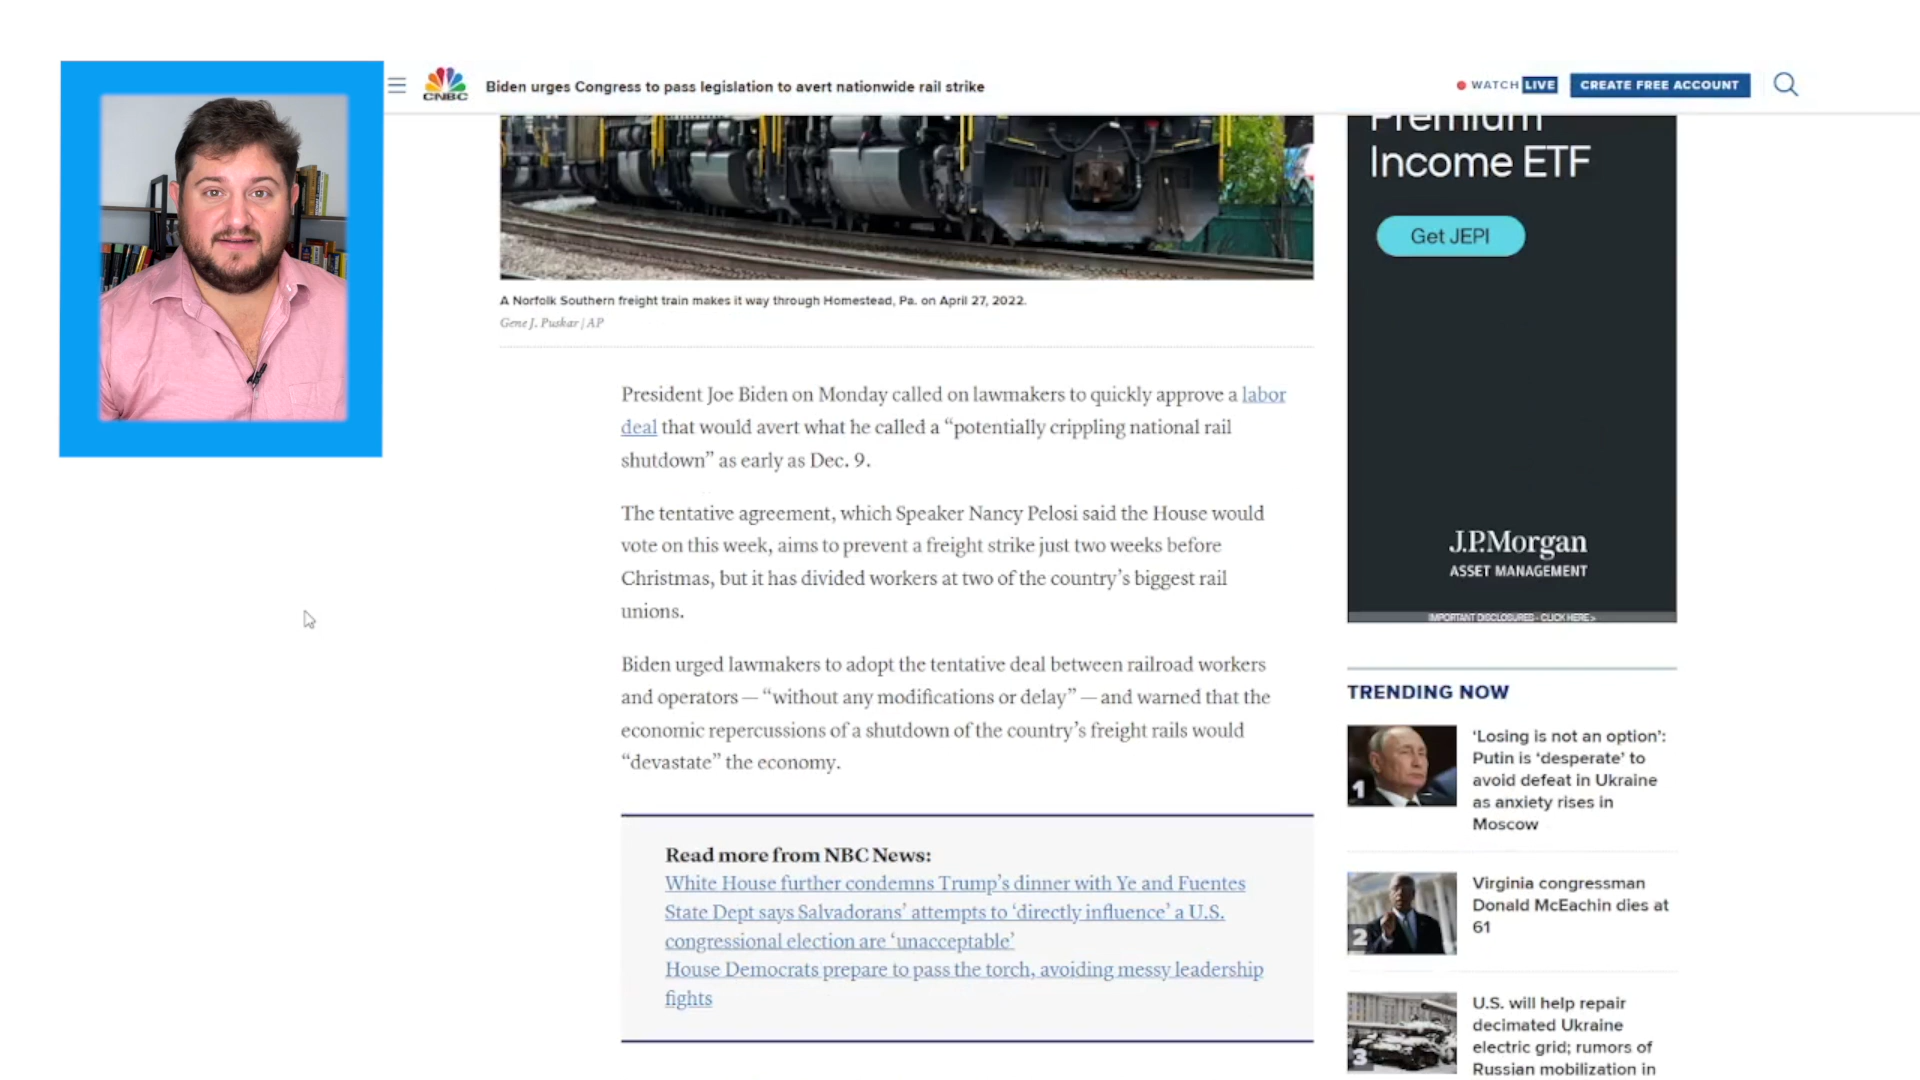 CNBC
Biden urges Congress to pass legislation to avert nationwide rail strike
WATCH LIVE
CREATE FREE ACCOUNT
Premium
Income ETF
Get JEPI
A Norfolk Southern freight train makes it way through Homestead, Pa. on April 27, 2022.
Gene J. Puskar | AP
President Joe Biden on Monday called on lawmakers to quickly approve a labor
deal that would avert what he called a “potentially crippling national rail
shutdown” as early as Dec. 9.
The tentative agreement, which Speaker Nancy Pelosi said the House would
vote on this week, aims to prevent a freight strike just two weeks before
Christmas, but it has divided workers at two of the country’s biggest rail
unions.
Biden urged lawmakers to adopt the tentative deal between railroad workers
and operators — “without any modifications or delay” — and warned that the
economic repercussions of a shutdown of the country’s freight rails would
“devastate” the economy.
Read more from NBC News:
White House further condemns Trump’s dinner with Ye and Fuentes
State Dept says Salvadorans’ attempts to ‘directly influence’ a U.S.
congressional election are ‘unacceptable’
House Democrats prepare to pass the torch, avoiding messy leadership
fights
J.P.Morgan
ASSET MANAGEMENT
IMPORTANT DISCLOSURES - CLICK HERE >
TRENDING NOW
1
‘Losing is not an option’:
Putin is ‘desperate’ to
avoid defeat in Ukraine
as anxiety rises in
Moscow
2
Virginia congressman
Donald McEachin dies at
61
3
U.S. will help repair
decimated Ukraine
electric grid; rumors of
Russian mobilization in